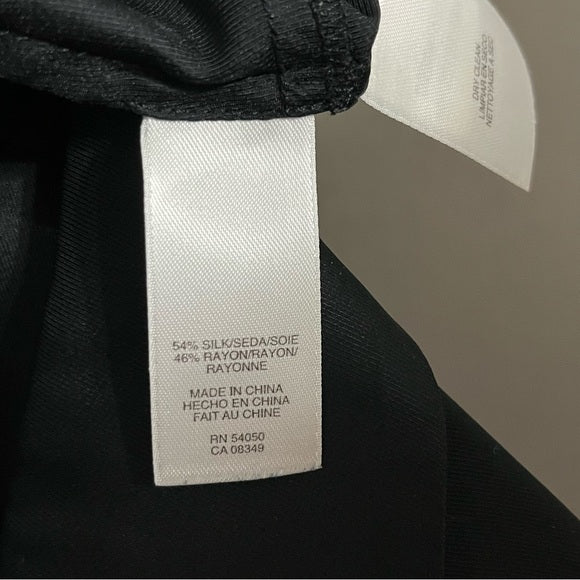 DRY CLEAN
LIMPIAR EN SECO
NETTOYAGE A SEC
54% SILK/SEDA/SOIE
46% RAYON/RAYON/
RAYONNE
MADE IN CHINA
HECHO EN CHINA
FAIT AU CHINE
RN 54050
CA 08349